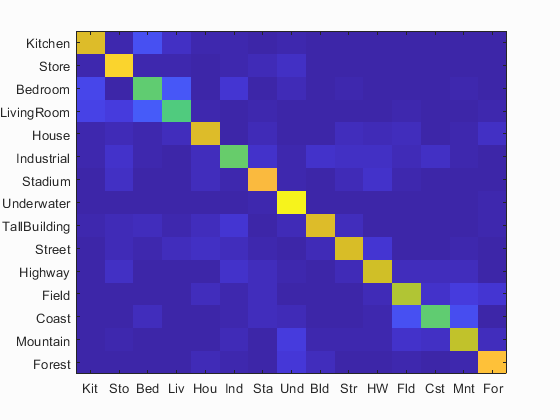 Kitchen
Store
Bedroom
LivingRoom
House
Industrial
Stadium
Underwater
TallBuilding
Street
Highway
Field
Coast
Mountain
Forest
Kit Sto Bed Liv Hou Ind Sta Und Bld Str HW Fld Cst Mnt For